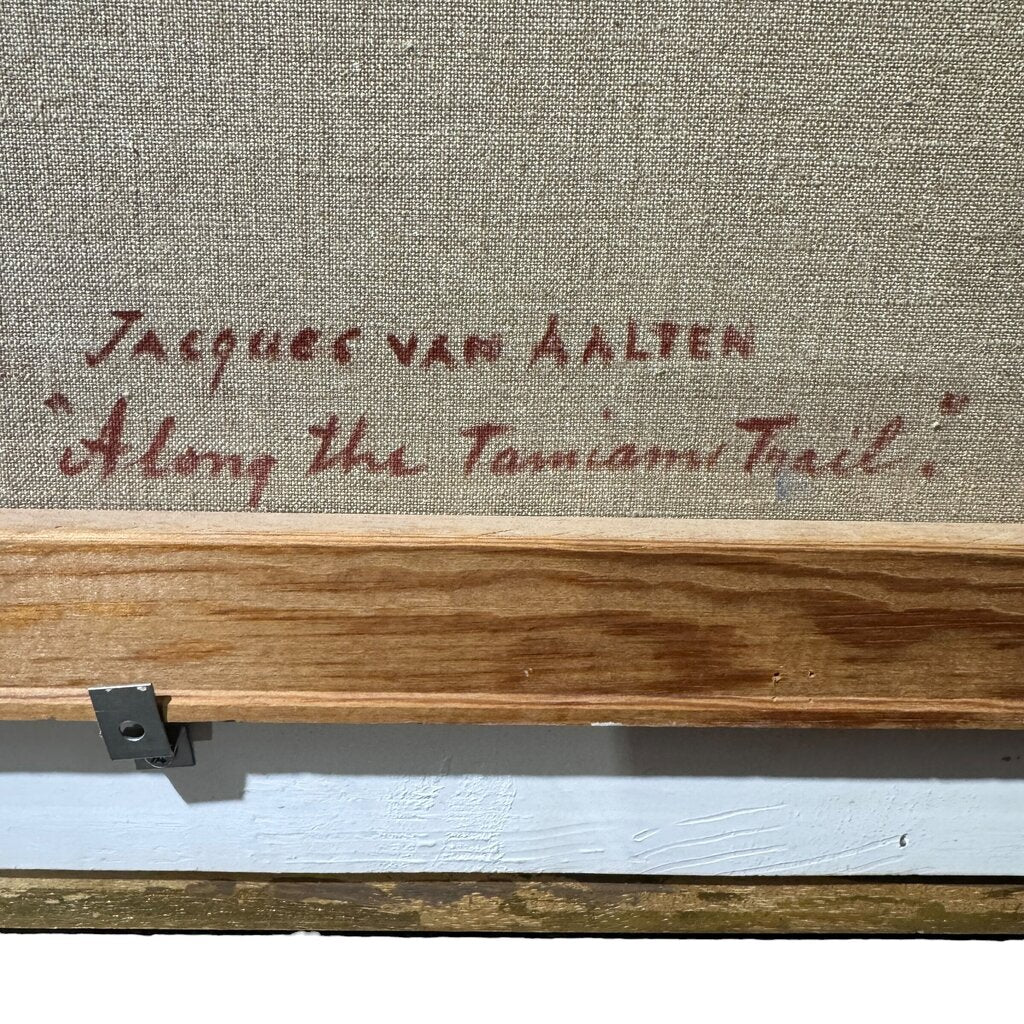 Jacques van Aalten
"Along the Tamiami Trail."